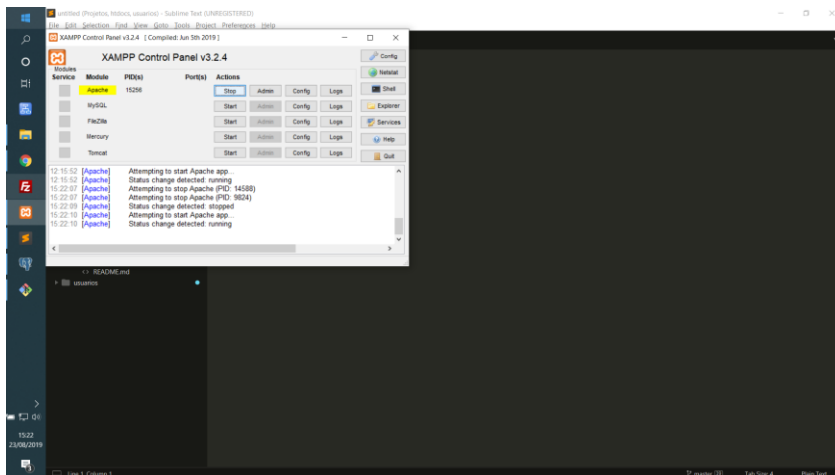 untitled (Projetos, htdocs, usuarios) - Sublime Text (UNREGISTERED)
File Edit Selection Find View Goto Tools Project Preferences Help
XAMPP Control Panel v3.2.4 [ Compiled: Jun 5th 2019 ]
XAMPP Control Panel v3.2.4
Config
Modules
Service Module PID(s) Port(s) Actions
Netstat
Apache 15256 Stop Admin Config Logs
Shell
MySQL Start Admin Config Logs
Explorer
FileZilla Start Admin Config Logs
Services
Mercury Start Admin Config Logs
Help
Tomcat Start Admin Config Logs
Quit
12:15:52 [Apache] Attempting to start Apache app...
12:15:52 [Apache] Status change detected: running
15:22:07 [Apache] Attempting to stop Apache (PID: 14588)
15:22:07 [Apache] Attempting to stop Apache (PID: 9824)
15:22:09 [Apache] Status change detected: stopped
15:22:10 [Apache] Attempting to start Apache app...
15:22:10 [Apache] Status change detected: running
<> README.md
usuarios
15:22
23/08/2019
Line 1, Column 1
master
Tab Size: 4
Plain Text